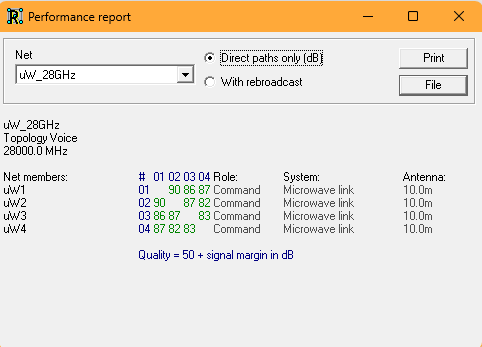 Performance report
Net
uW_28GHz
Direct paths only (dB)
With rebroadcast
Print
File
uW_28GHz
Topology Voice
28000.0 MHz
Net members: # 01 02 03 04 Role: System: Antenna:
uW1 01 90 86 87 Command Microwave link 10.0m
uW2 02 90 87 82 Command Microwave link 10.0m
uW3 03 86 87 83 Command Microwave link 10.0m
uW4 04 87 82 83 Command Microwave link 10.0m
Quality = 50 + signal margin in dB